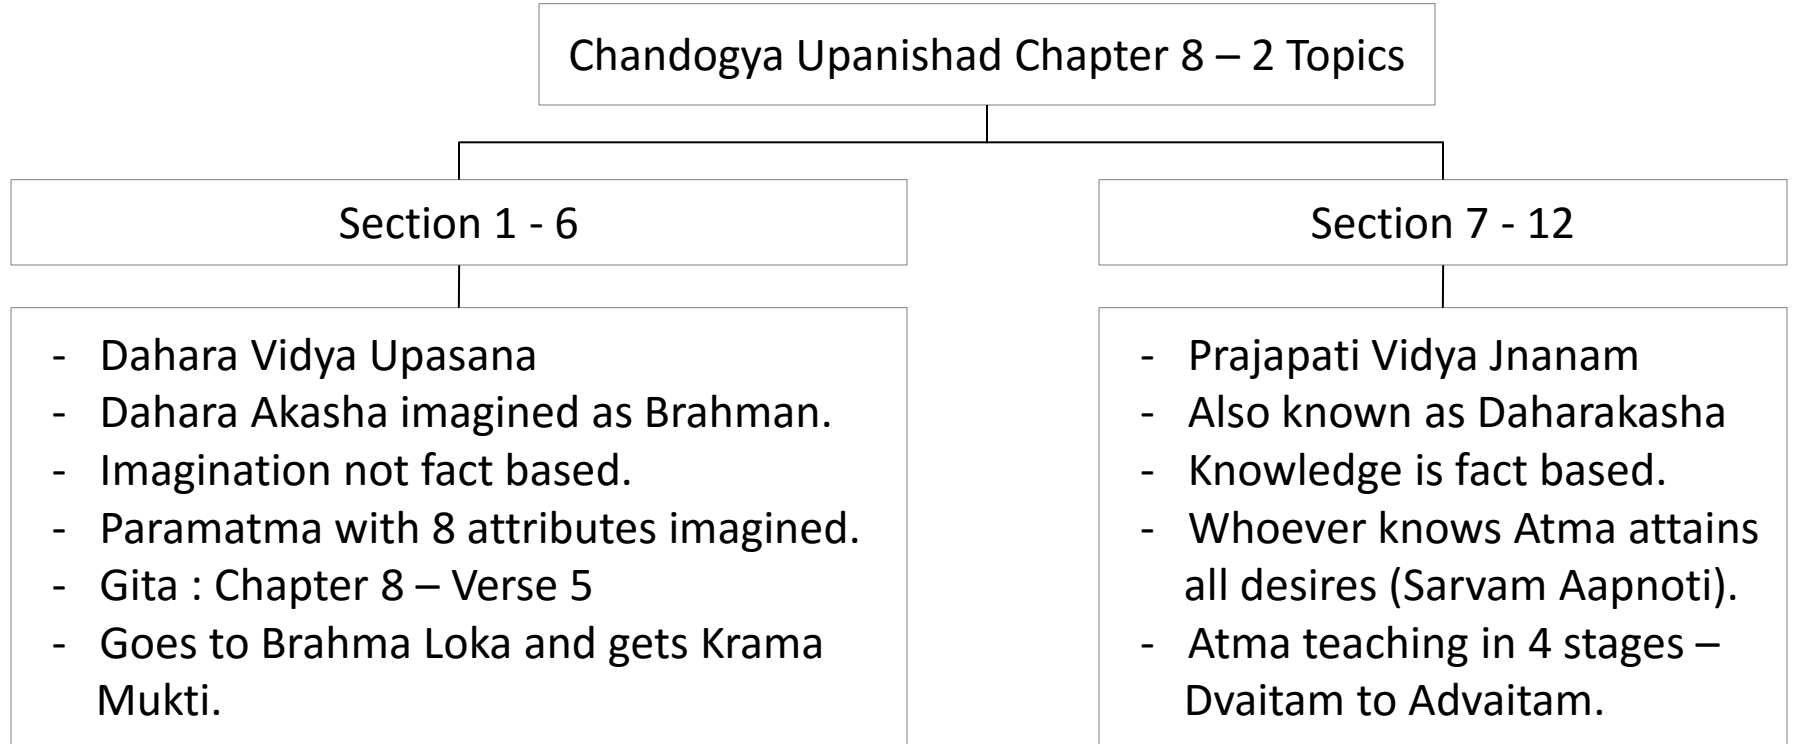 Chandogya Upanishad Chapter 8 – 2 Topics
Section 1 - 6
- Dahara Vidya Upasana
- Dahara Akasha imagined as Brahman.
- Imagination not fact based.
- Paramatma with 8 attributes imagined.
- Gita : Chapter 8 – Verse 5
- Goes to Brahma Loka and gets Krama
Mukti.
Section 7 - 12
- Prajapati Vidya Jnanam
- Also known as Daharakasha
- Knowledge is fact based.
- Whoever knows Atma attains
all desires (Sarvam Aapnoti).
- Atma teaching in 4 stages –
Dvaitam to Advaitam.